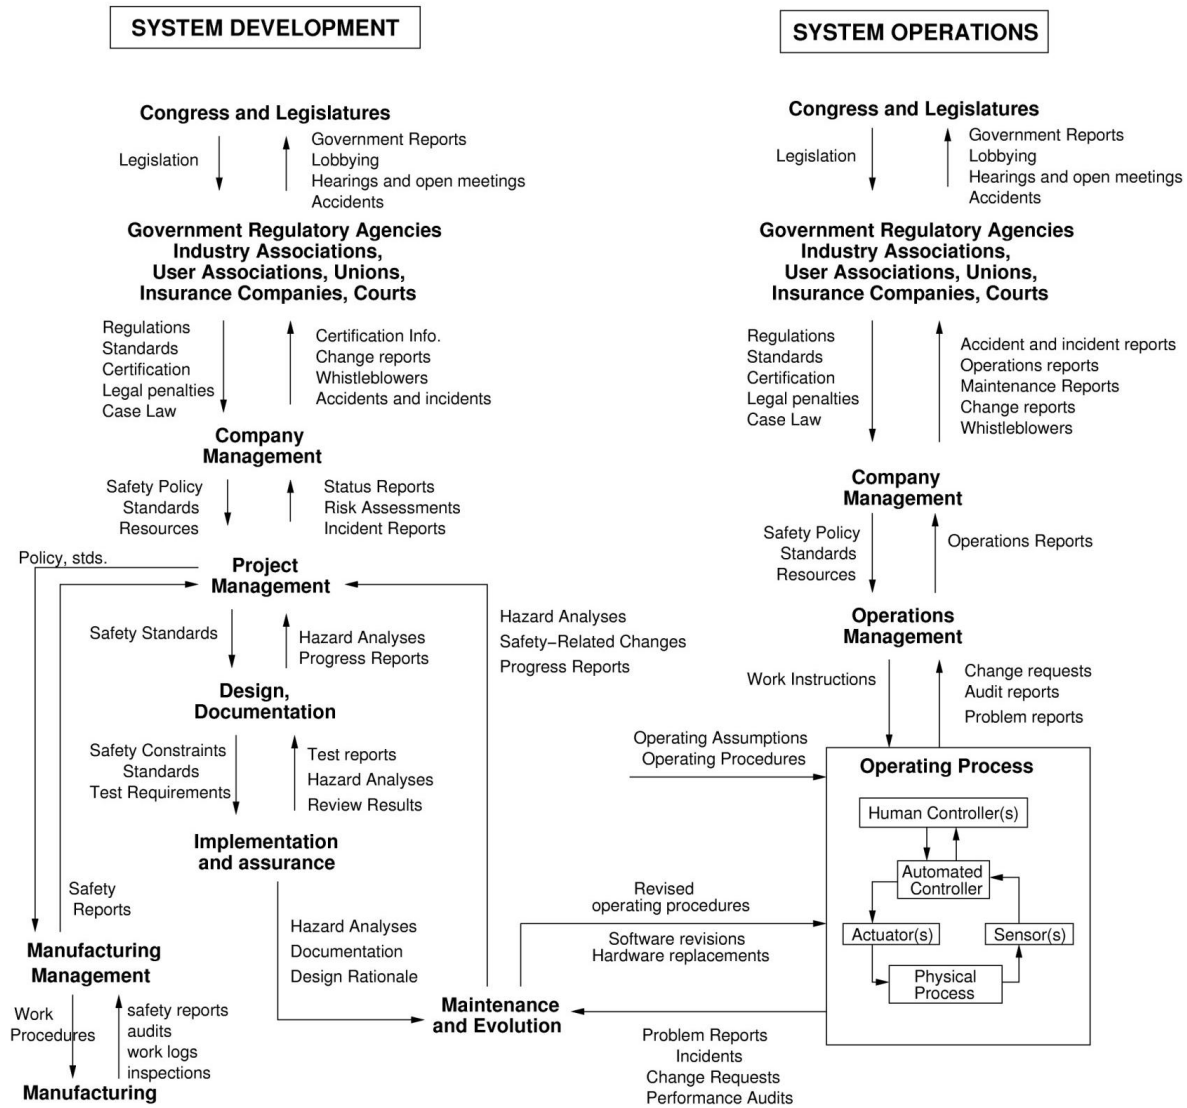 SYSTEM DEVELOPMENT
Congress and Legislatures
Legislation
Government Reports
Lobbying
Hearings and open meetings
Accidents
Government Regulatory Agencies
Industry Associations,
User Associations, Unions,
Insurance Companies, Courts
Regulations
Standards
Certification
Legal penalties
Case Law
Certification Info.
Change reports
Whistleblowers
Accidents and incidents
Company
Management
Safety Policy
Standards
Resources
Status Reports
Risk Assessments
Incident Reports
Policy, stds.
Project
Management
Safety Standards
Hazard Analyses
Progress Reports
Hazard Analyses
Safety-Related Changes
Progress Reports
Design,
Documentation
Safety Constraints
Standards
Test Requirements
Test reports
Hazard Analyses
Review Results
Implementation
and assurance
Safety
Reports
Hazard Analyses
Documentation
Design Rationale
Manufacturing
Management
Work
Procedures
safety reports
audits
work logs
inspections
Manufacturing
Maintenance
and Evolution
SYSTEM OPERATIONS
Congress and Legislatures
Legislation
Government Reports
Lobbying
Hearings and open meetings
Accidents
Government Regulatory Agencies
Industry Associations,
User Associations, Unions,
Insurance Companies, Courts
Regulations
Standards
Certification
Legal penalties
Case Law
Accident and incident reports
Operations reports
Maintenance Reports
Change reports
Whistleblowers
Company
Management
Safety Policy
Standards
Resources
Operations Reports
Operations
Management
Work Instructions
Change requests
Audit reports
Problem reports
Operating Assumptions
Operating Procedures
Operating Process
Human Controller(s)
Automated
Controller
Actuator(s)
Sensor(s)
Physical
Process
Revised
operating procedures
Software revisions
Hardware replacements
Problem Reports
Incidents
Change Requests
Performance Audits